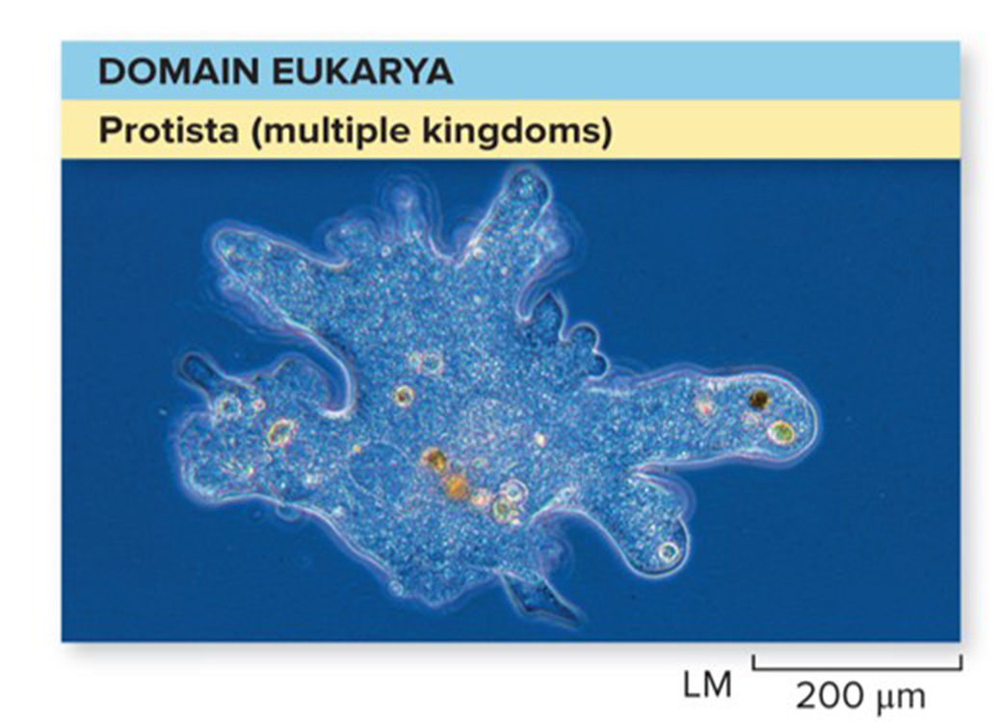 DOMAIN EUKARYA
Protista (multiple kingdoms)
LM
200 μm